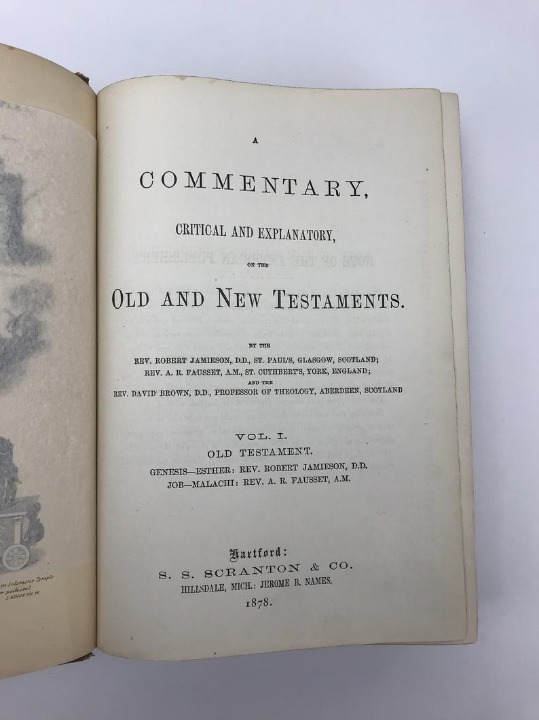 A
COMMENTARY,
CRITICAL AND EXPLANATORY,
ON THE
OLD AND NEW TESTAMENTS.
BY THE
REV. ROBERT JAMIESON, D.D., ST. PAUL'S, GLASGOW, SCOTLAND;
REV. A. R. FAUSSET, A.M., ST. CUTHBERT'S, YORK, ENGLAND;
AND THE
REV. DAVID BROWN, D.D., PROFESSOR OF THEOLOGY, ABERDEEN, SCOTLAND
VOL. I.
OLD TESTAMENT.
GENESIS—ESTHER: REV. ROBERT JAMIESON, D.D.
JOB—MALACHI: REV. A. R. FAUSSET, A.M.
Hartford:
S. S. SCRANTON & CO.
HILLSDALE, MICH.: JEROME B. NAMES.
1878.
Solomons Temple